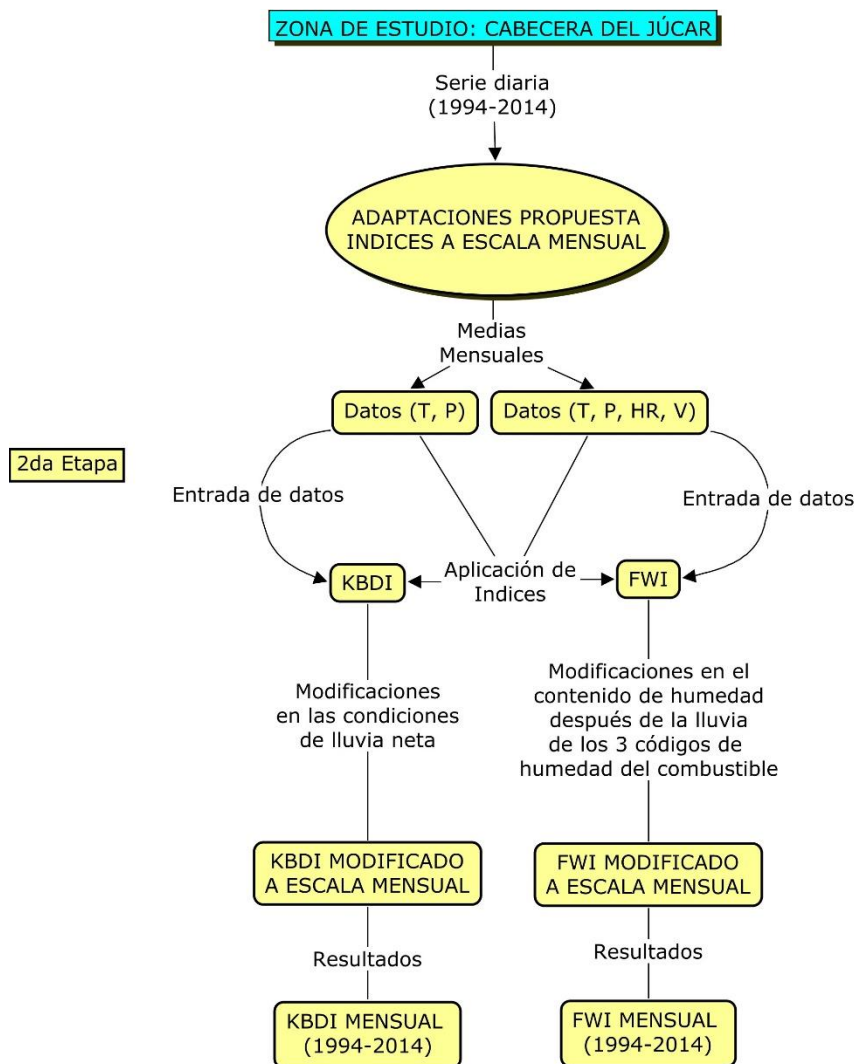 ZONA DE ESTUDIO: CABECERA DEL JÚCAR
Serie diaria
(1994-2014)
ADAPTACIONES PROPUESTA
INDICES A ESCALA MENSUAL
Medias
Mensuales
Datos (T, P)
Datos (T, P, HR, V)
2da Etapa
Entrada de datos
Entrada de datos
KBDI
Aplicación de
Indices
FWI
Modificaciones
en las condiciones
de lluvia neta
Modificaciones en el
contenido de humedad
después de la lluvia
de los 3 códigos de
humedad del combustible
KBDI MODIFICADO
A ESCALA MENSUAL
FWI MODIFICADO
A ESCALA MENSUAL
Resultados
Resultados
KBDI MENSUAL
(1994-2014)
FWI MENSUAL
(1994-2014)